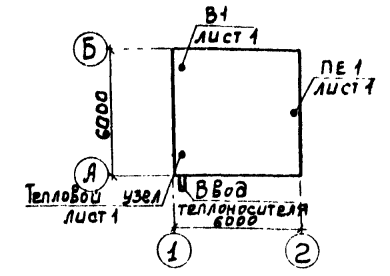 В1
лист 1
Б
ПЕ 1
лист 1
6000
А
Тепловой узел
лист 1
Ввод
теплоносителя
6000
1
2